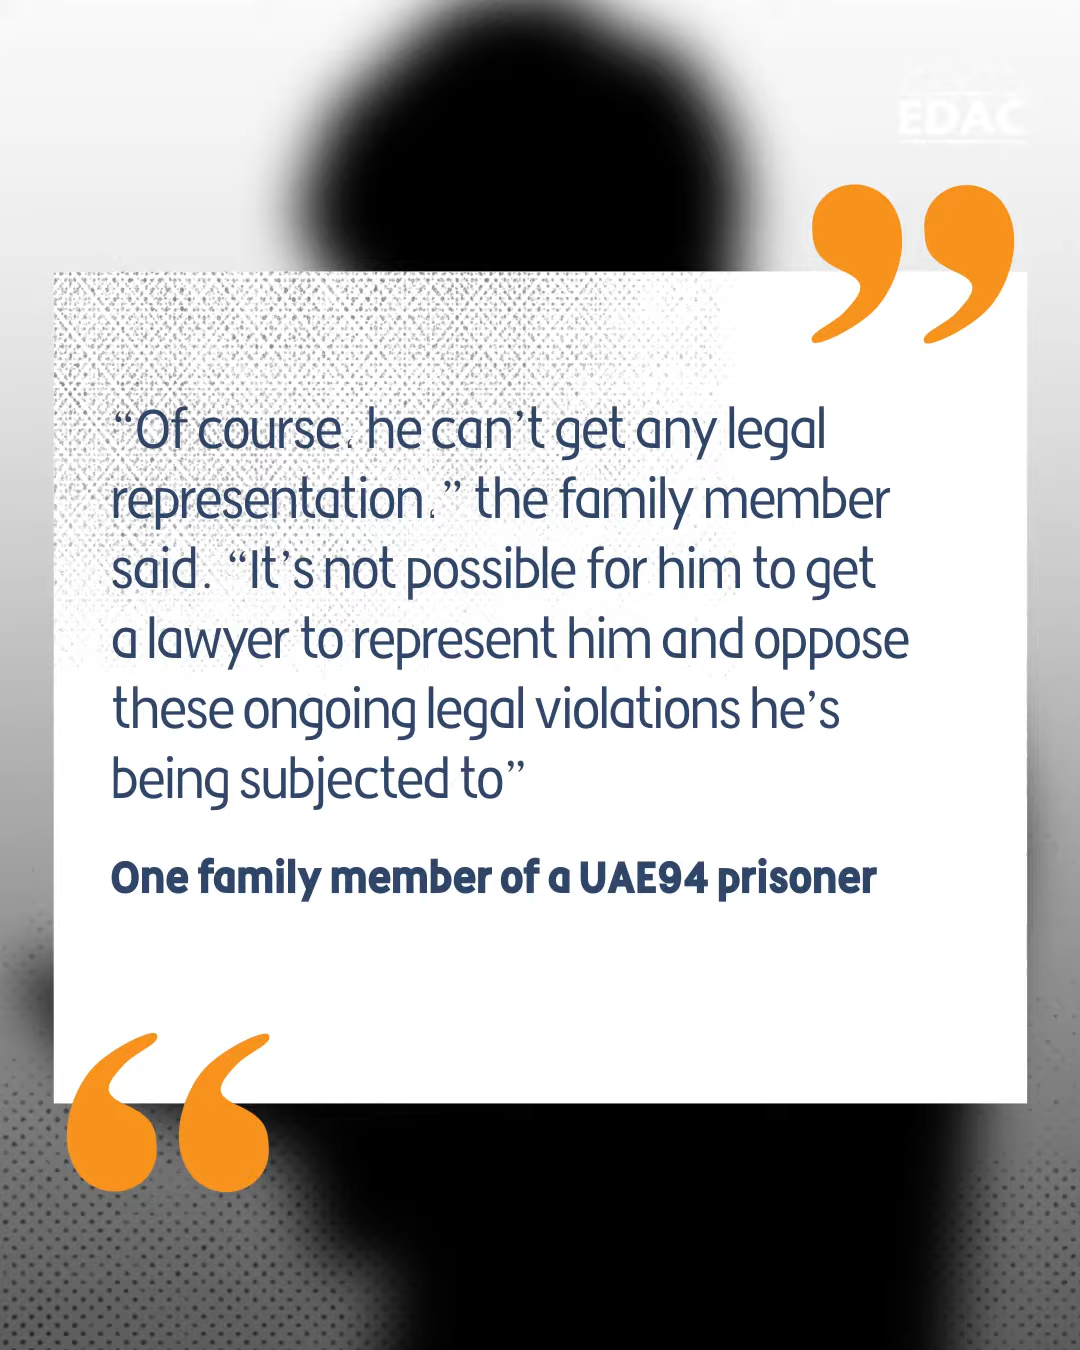 EDAC
“Of course, he can’t get any legal
representation,” the family member
said. “It’s not possible for him to get
a lawyer to represent him and oppose
these ongoing legal violations he’s
being subjected to”
One family member of a UAE94 prisoner